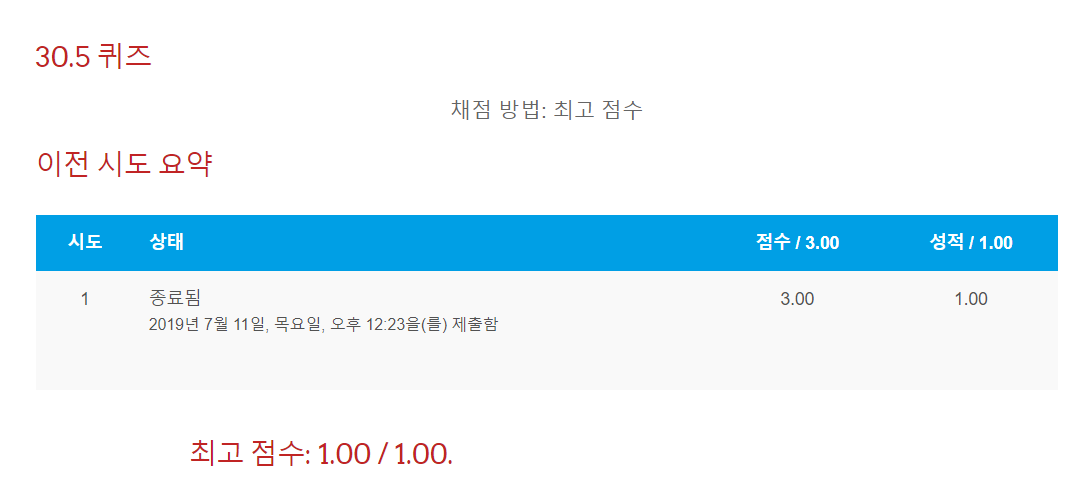 30.5 퀴즈
채점 방법: 최고 점수
이전 시도 요약
시도 상태 점수 / 3.00 성적 / 1.00
1 종료됨 3.00 1.00
2019년 7월 11일, 목요일, 오후 12:23을(를) 제출함
최고 점수: 1.00 / 1.00.